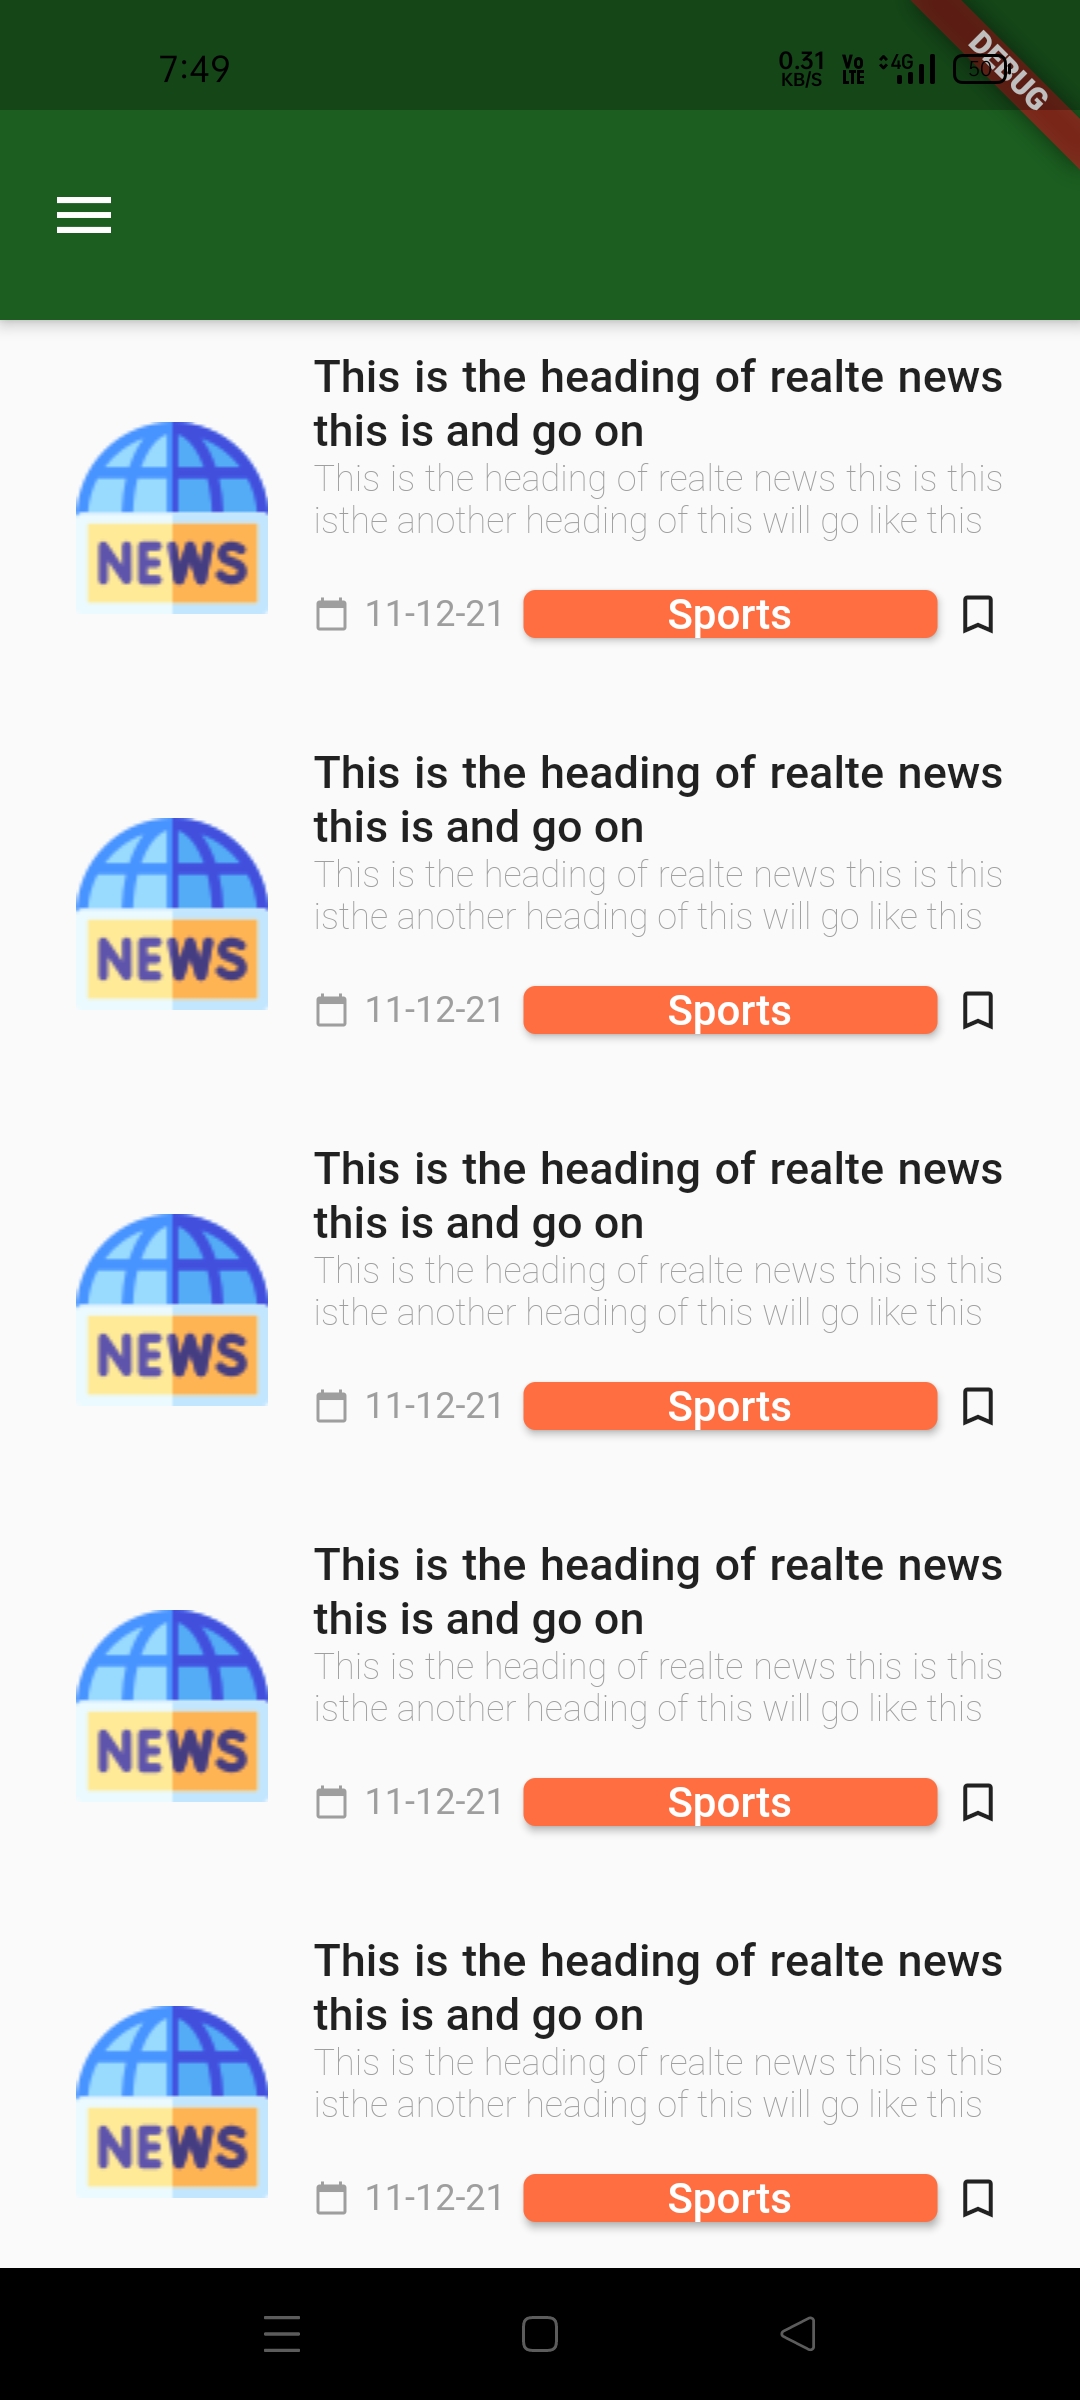 7:49
0.31 KB/S Vo LTE 4G 50
DEBUG
This is the heading of realte news
this is and go on
This is the heading of realte news this is this
isthe another heading of this will go like this
NEWS
11-12-21 Sports
This is the heading of realte news
this is and go on
This is the heading of realte news this is this
isthe another heading of this will go like this
NEWS
11-12-21 Sports
This is the heading of realte news
this is and go on
This is the heading of realte news this is this
isthe another heading of this will go like this
NEWS
11-12-21 Sports
This is the heading of realte news
this is and go on
This is the heading of realte news this is this
isthe another heading of this will go like this
NEWS
11-12-21 Sports
This is the heading of realte news
this is and go on
This is the heading of realte news this is this
isthe another heading of this will go like this
NEWS
11-12-21 Sports